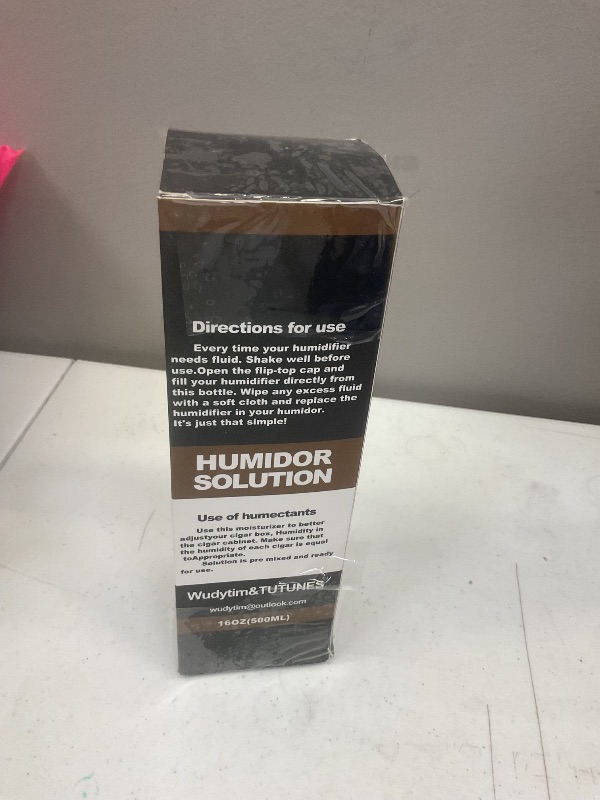 Directions for use
Every time your humidifier
needs fluid. Shake well before
use.Open the flip-top cap and
fill your humidifier directly from
this bottle. Wipe any excess fluid
with a soft cloth and replace the
humidifier in your humidor.
It's just that simple!
HUMIDOR
SOLUTION
Use of humectants
Use this moisturizer to better
adjustyour cigar box, Humidity in
the cigar cabinet. Make sure that
the humidity of each cigar is equal
toAppropriate.
Solution is pre mixed and ready
for use.
Wudytim&TUTUNES
wudytim@outlook.com
16OZ(500ML)